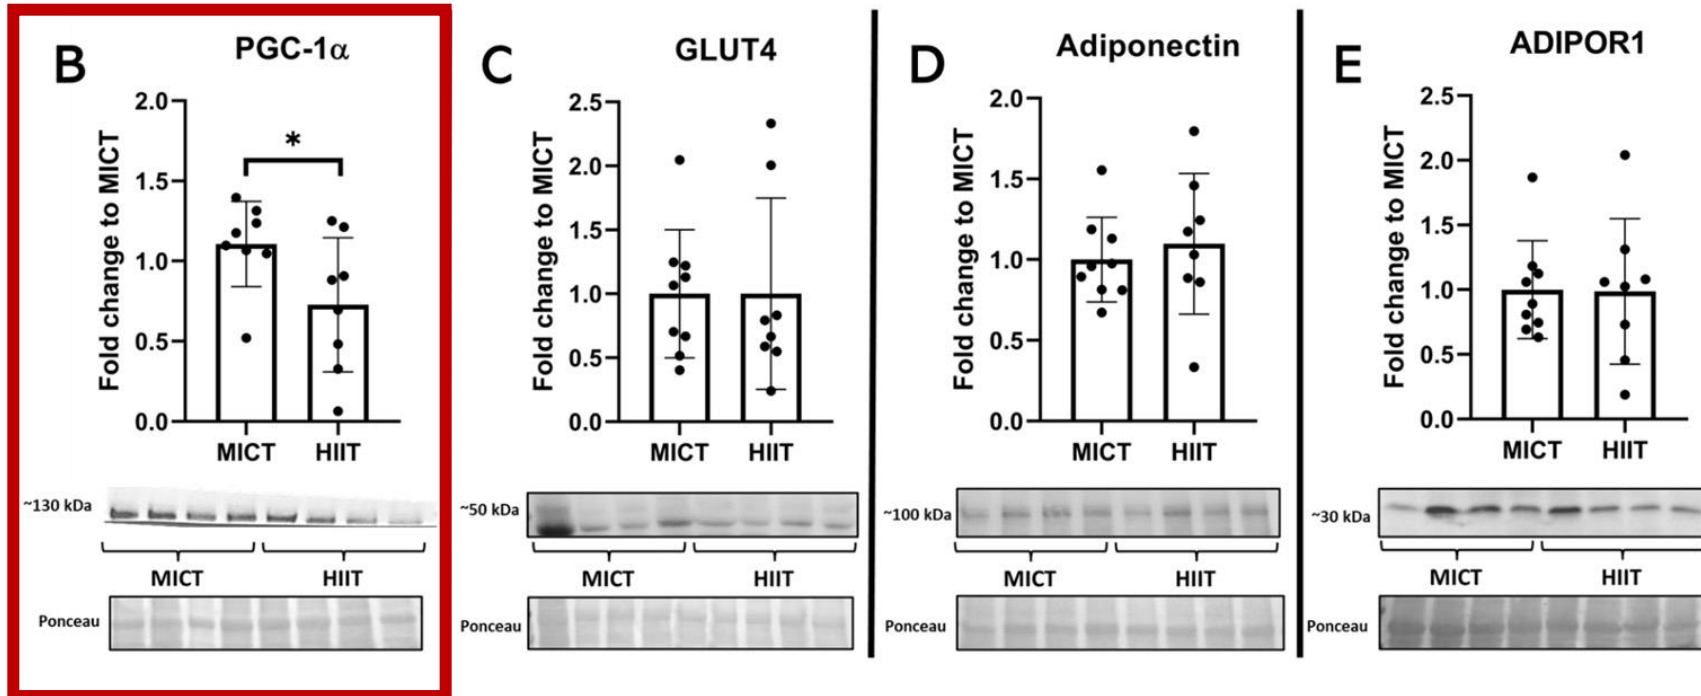 B
PGC-1α
Fold change to MICT
2.0
1.5
1.0
0.5
0.0
*
MICT HIIT
~130 kDa
MICT HIIT
Ponceau
C
GLUT4
Fold change to MICT
2.5
2.0
1.5
1.0
0.5
0.0
MICT HIIT
~50 kDa
MICT HIIT
Ponceau
D
Adiponectin
Fold change to MICT
2.0
1.5
1.0
0.5
0.0
MICT HIIT
~100 kDa
MICT HIIT
Ponceau
E
ADIPOR1
Fold change to MICT
2.5
2.0
1.5
1.0
0.5
0.0
MICT HIIT
~30 kDa
MICT HIIT
Ponceau